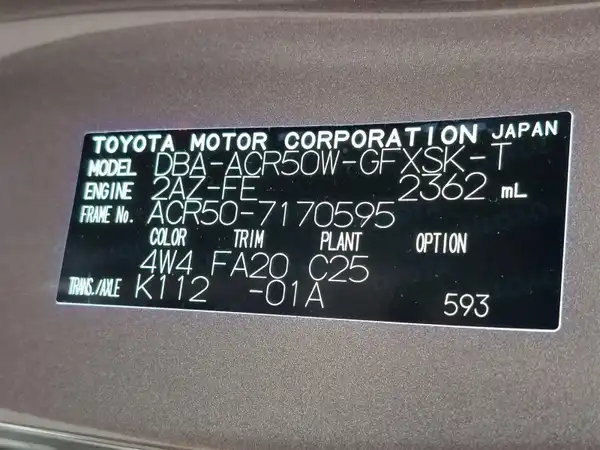 TOYOTA MOTOR CORPORATION JAPAN
MODEL DBA-ACR50W-GFXSK-T
ENGINE 2AZ-FE 2362 mL
FRAME No. ACR50-7170595
COLOR TRIM PLANT OPTION
4W4 FA20 C25
TRANS./AXLE K112 -01A 593